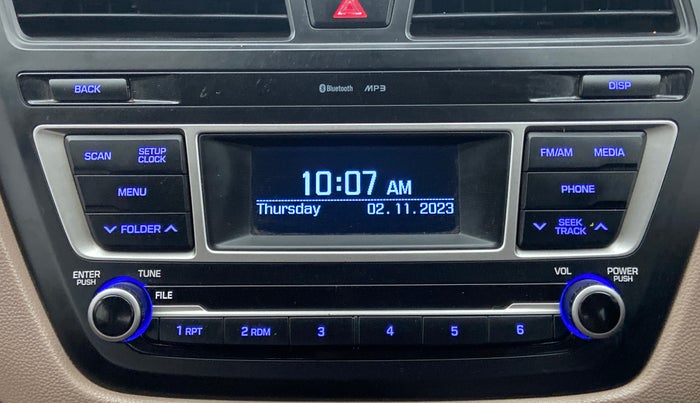 BACK
Bluetooth MP3
DISP
SCAN
SETUP
CLOCK
MENU
FOLDER
10:07 AM
Thursday 02.11.2023
FM/AM MEDIA
PHONE
SEEK
TRACK
ENTER
PUSH
TUNE
FILE
VOL
POWER
PUSH
1 RPT
2 RDM
3
4
5
6